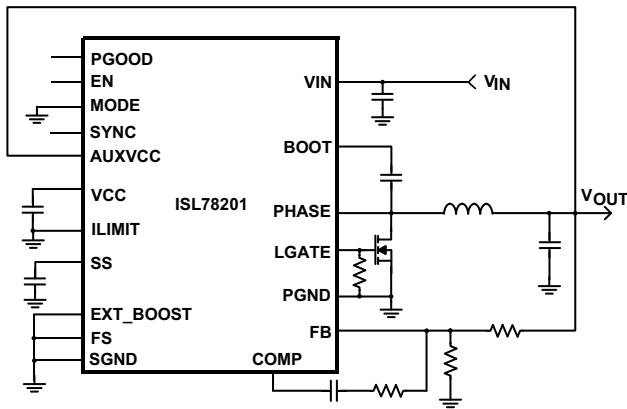 PGOOD
EN
MODE
SYNC
AUXVCC
VCC
ILIMIT
SS
EXT_BOOST
FS
SGND
ISL78201
VIN
BOOT
PHASE
LGATE
PGND
FB
COMP
VIN
VOUT